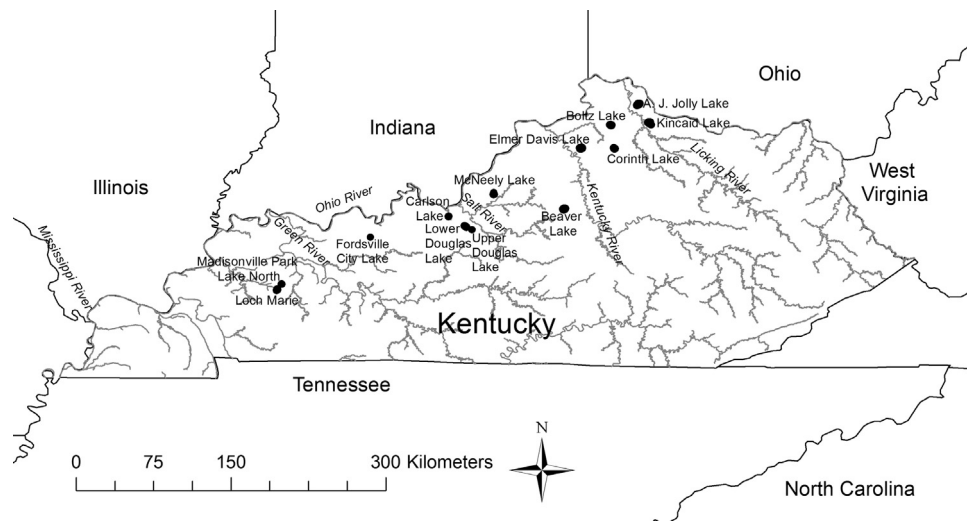 Ohio
A. J. Jolly Lake
Boltz Lake
Kincaid Lake
Indiana
Elmer Davis Lake
Corinth Lake
Licking River
West
Virginia
Illinois
McNeely Lake
Ohio River
Carlson
Lake
Salt River
Kentucky River
Beaver
Lake
Mississippi River
Green River
Fordsville
City Lake
Lower
Douglas
Lake
Upper
Douglas
Lake
Madisonville Park
Lake North
Loch Marie
Kentucky
Tennessee
N
0 75 150 300 Kilometers
North Carolina